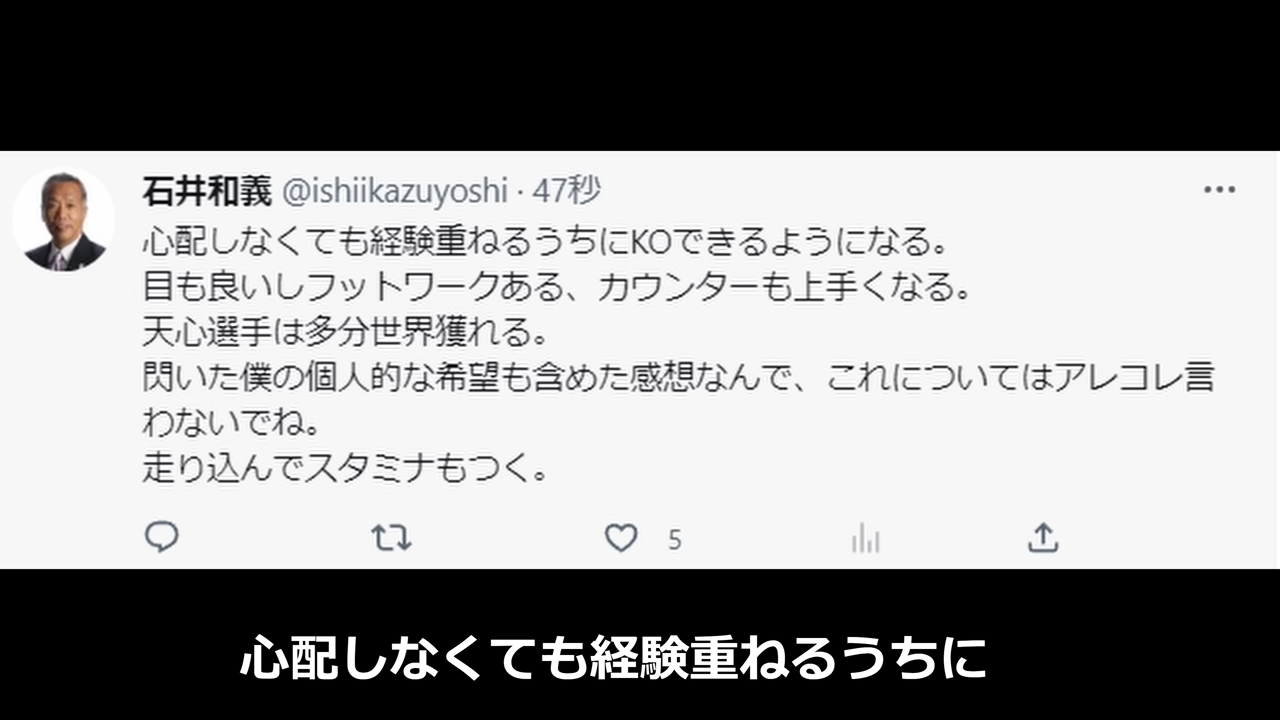 石井和義 @ishiikazuyoshi · 47秒
心配しなくても経験重ねるうちにKOできるようになる。
目も良いしフットワークある、カウンターも上手くなる。
天心選手は多分世界獲れる。
閃いた僕の個人的な希望も含めた感想なんで、これについてはアレコレ言
わないでね。
走り込んでスタミナもつく。
5
心配しなくても経験重ねるうちに